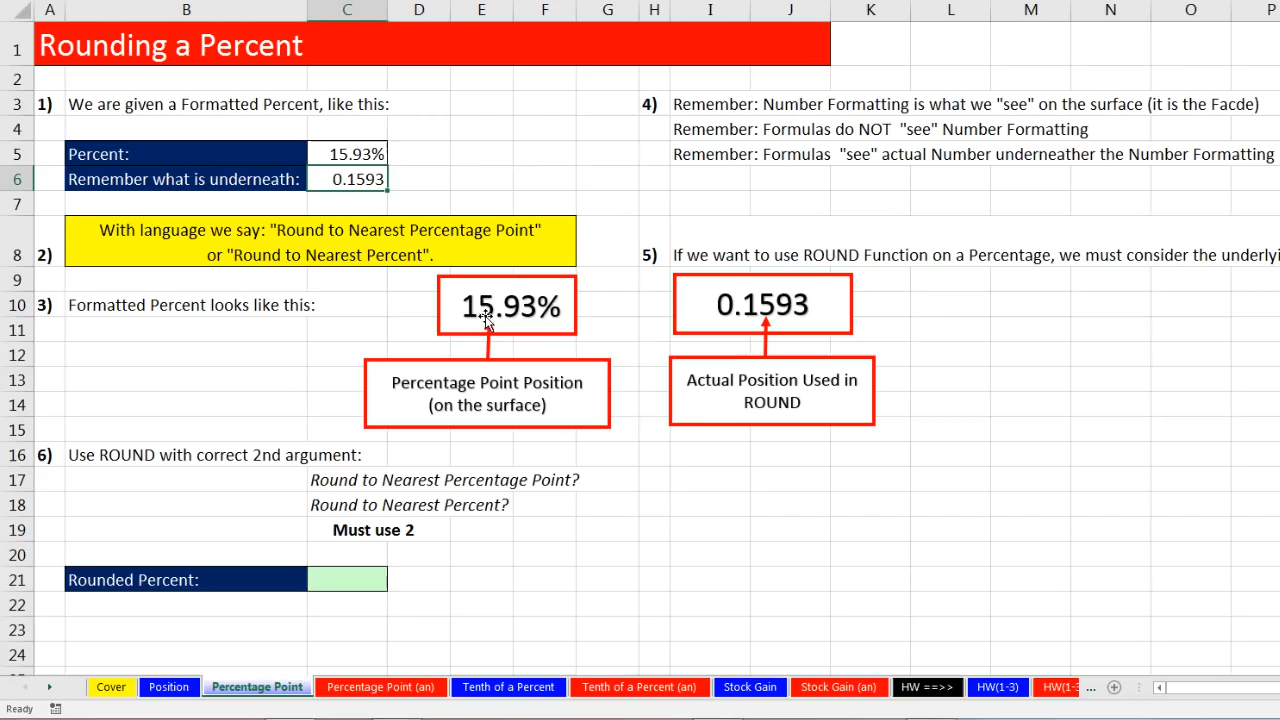 A B C D E F G H I J K L M N O P
1 Rounding a Percent
2
3 1) We are given a Formatted Percent, like this: 4) Remember: Number Formatting is what we "see" on the surface (it is the Facde)
4 Remember: Formulas do NOT "see" Number Formatting
5 Percent: 15.93% Remember: Formulas "see" actual Number underneather the Number Formatting
6 Remember what is underneath: 0.1593
7
With language we say: "Round to Nearest Percentage Point"
8 2) or "Round to Nearest Percent". 5) If we want to use ROUND Function on a Percentage, we must consider the underlyi
9
10 3) Formatted Percent looks like this: 15.93% 0.1593
11
12
13 Percentage Point Position Actual Position Used in
14 (on the surface) ROUND
15
16 6) Use ROUND with correct 2nd argument:
17 Round to Nearest Percentage Point?
18 Round to Nearest Percent?
19 Must use 2
20
21 Rounded Percent:
22
23
24
Cover Position Percentage Point Percentage Point (an) Tenth of a Percent Tenth of a Percent (an) Stock Gain Stock Gain (an) HW ==>> HW(1-3) HW(1-3 ...
Ready